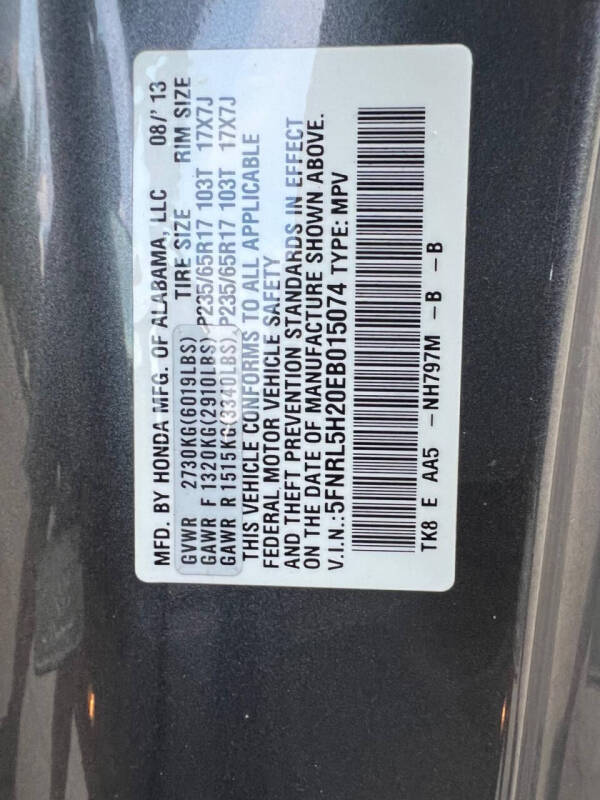 MFD. BY HONDA MFG. OF ALABAMA, LLC 08/'13
GVWR 2730KG(6019LBS) TIRE SIZE RIM SIZE
GAWR F 1320KG(2910LBS) P235/65R17 103T 17X7J
GAWR R 1515KG(3340LBS) P235/65R17 103T 17X7J
THIS VEHICLE CONFORMS TO ALL APPLICABLE
FEDERAL MOTOR VEHICLE SAFETY
AND THEFT PREVENTION STANDARDS IN EFFECT
ON THE DATE OF MANUFACTURE SHOWN ABOVE.
V.I.N.:5FNRL5H20EB015074 TYPE: MPV
TK8 E AA5 -NH797M -B -B